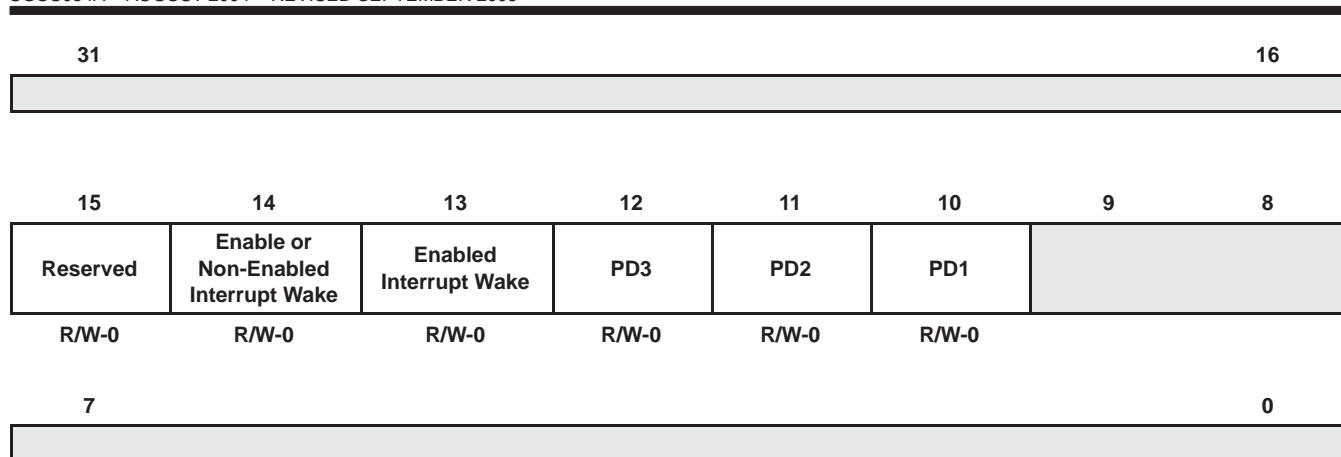 31 16
15 14 13 12 11 10 9 8
Reserved
Enable or
Non-Enabled
Interrupt Wake
Enabled
Interrupt Wake
PD3 PD2 PD1
R/W-0 R/W-0 R/W-0 R/W-0 R/W-0 R/W-0
7 0